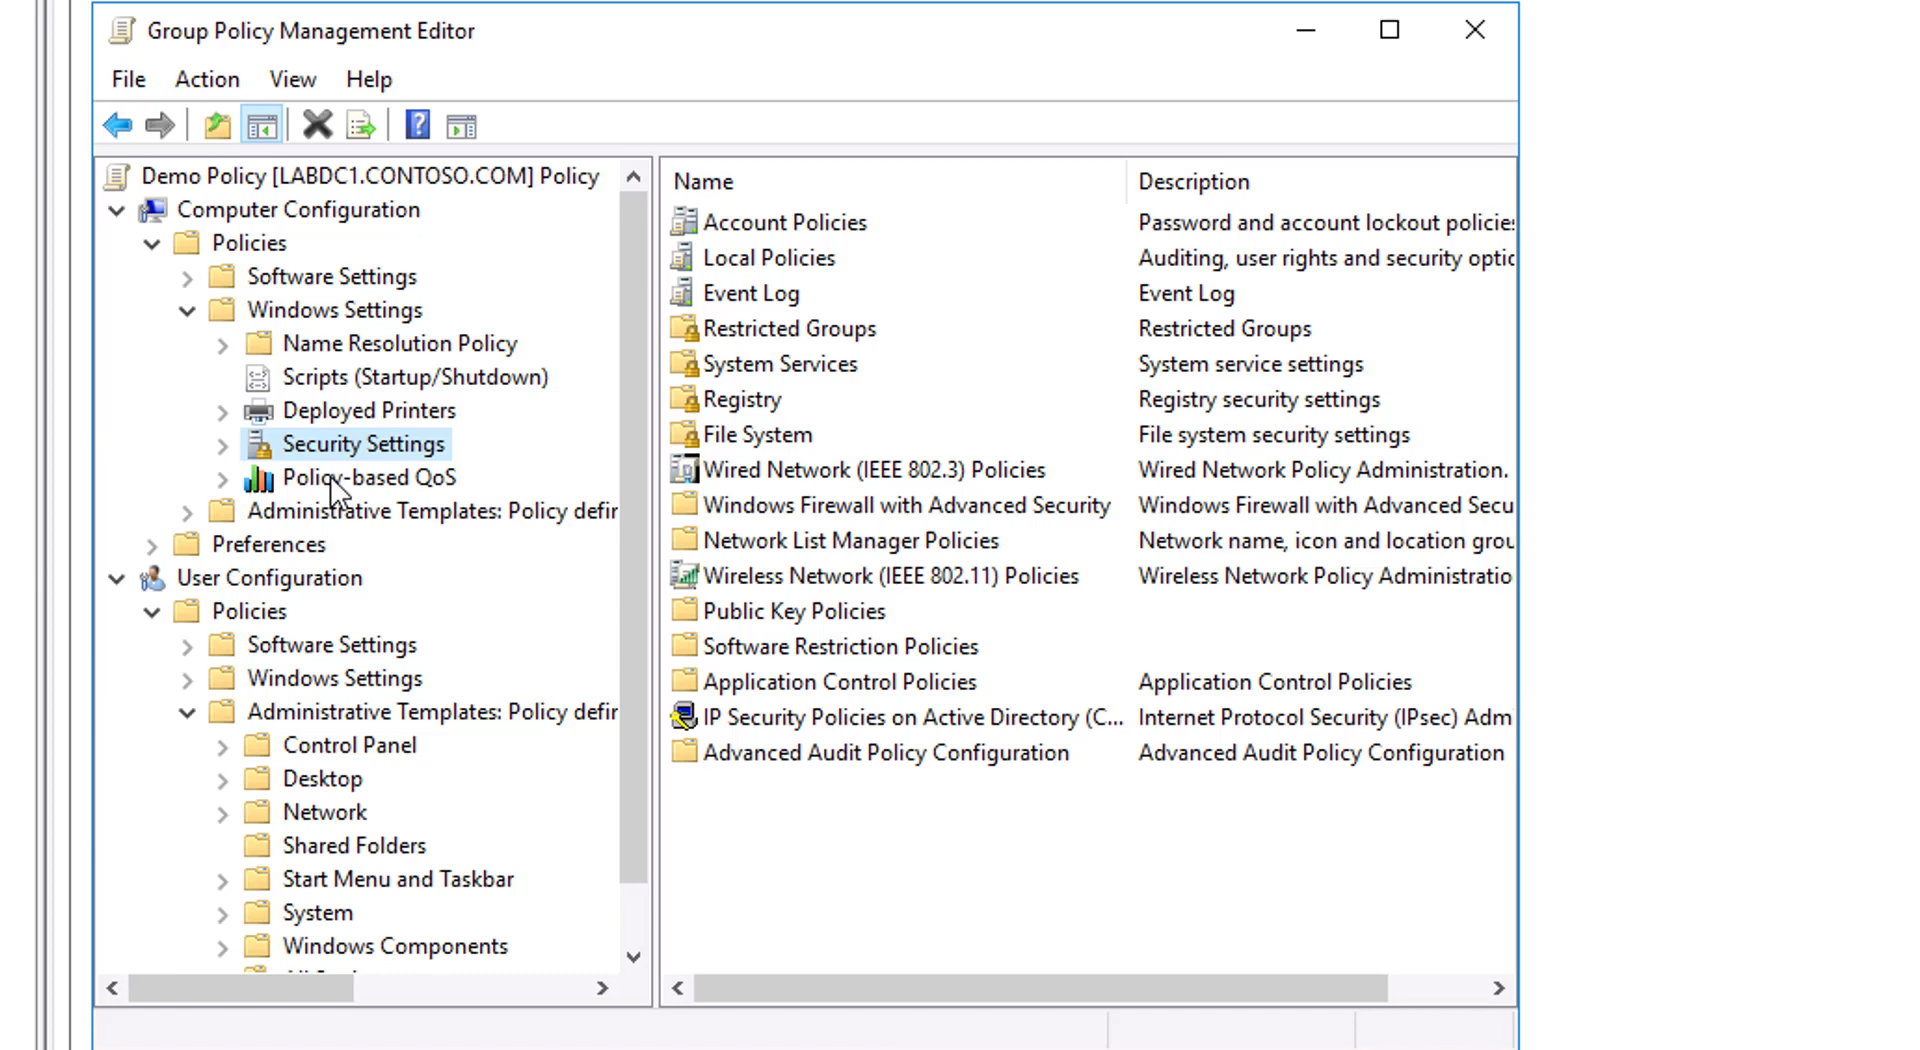 Group Policy Management Editor
File Action View Help
Demo Policy [LABDC1.CONTOSO.COM] Policy
Computer Configuration
Policies
Software Settings
Windows Settings
Name Resolution Policy
Scripts (Startup/Shutdown)
Deployed Printers
Security Settings
Policy-based QoS
Administrative Templates: Policy defin
Preferences
User Configuration
Policies
Software Settings
Windows Settings
Administrative Templates: Policy defin
Control Panel
Desktop
Network
Shared Folders
Start Menu and Taskbar
System
Windows Components
Name Description
Account Policies Password and account lockout policies
Local Policies Auditing, user rights and security optic
Event Log Event Log
Restricted Groups Restricted Groups
System Services System service settings
Registry Registry security settings
File System File system security settings
Wired Network (IEEE 802.3) Policies Wired Network Policy Administration.
Windows Firewall with Advanced Security Windows Firewall with Advanced Secu
Network List Manager Policies Network name, icon and location grou
Wireless Network (IEEE 802.11) Policies Wireless Network Policy Administratio
Public Key Policies
Software Restriction Policies
Application Control Policies Application Control Policies
IP Security Policies on Active Directory (C... Internet Protocol Security (IPsec) Adm
Advanced Audit Policy Configuration Advanced Audit Policy Configuration